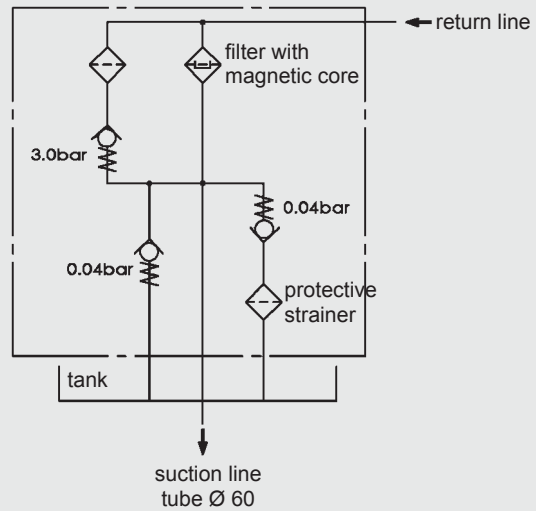 return line
filter with
magnetic core
3.0bar
0.04bar
0.04bar
protective
strainer
tank
suction line
tube Ø 60